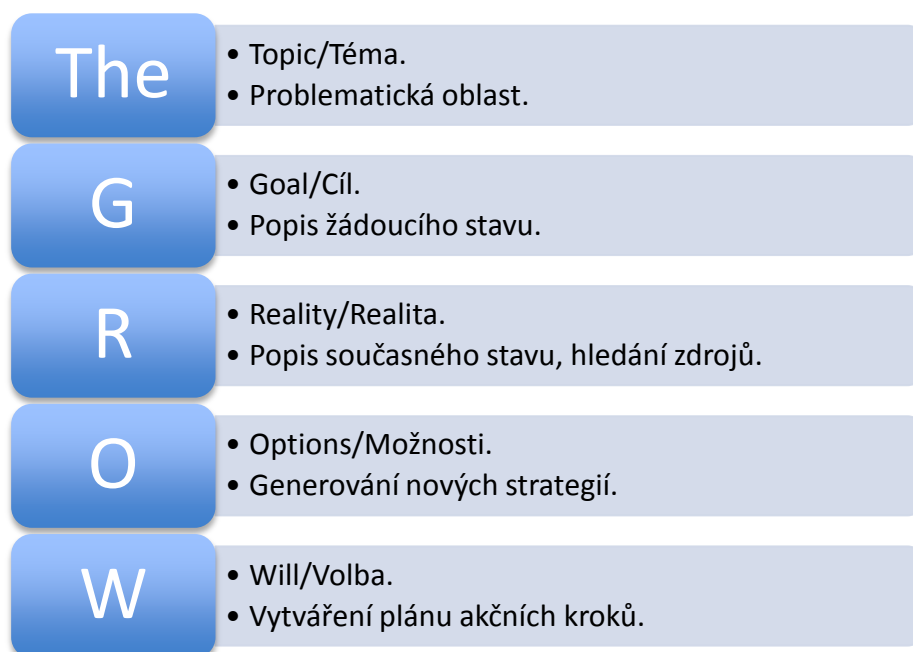 The
• Topic/Téma.
• Problematická oblast.
G
• Goal/Cíl.
• Popis žádoucího stavu.
R
• Reality/Realita.
• Popis současného stavu, hledání zdrojů.
O
• Options/Možnosti.
• Generování nových strategií.
W
• Will/Volba.
• Vytváření plánu akčních kroků.